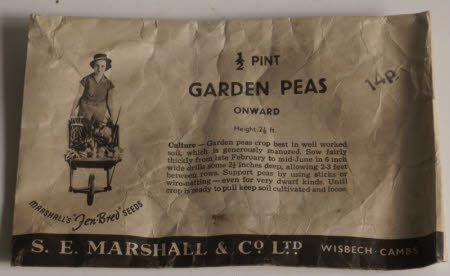 ½ PINT
GARDEN PEAS
ONWARD
Height 2½ ft.
14P
Culture — Garden peas crop best in well worked
soil, which is generously manured. Sow fairly
thickly from late February to mid-June in 6 inch
wide drills some 2½ inches deep, allowing 2-3 feet
between rows. Support peas by using sticks or
wire-netting — even for very dwarf kinds. Until
crop is ready to pull keep soil cultivated and loose.
MARSHALL'S "Fen-Bred" SEEDS
S. E. MARSHALL & Co LTD WISBECH-CAMBS